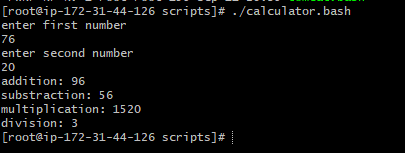 [root@ip-172-31-44-126 scripts]# ./calculator.bash
enter first number
76
enter second number
20
addition: 96
substraction: 56
multiplication: 1520
division: 3
[root@ip-172-31-44-126 scripts]#